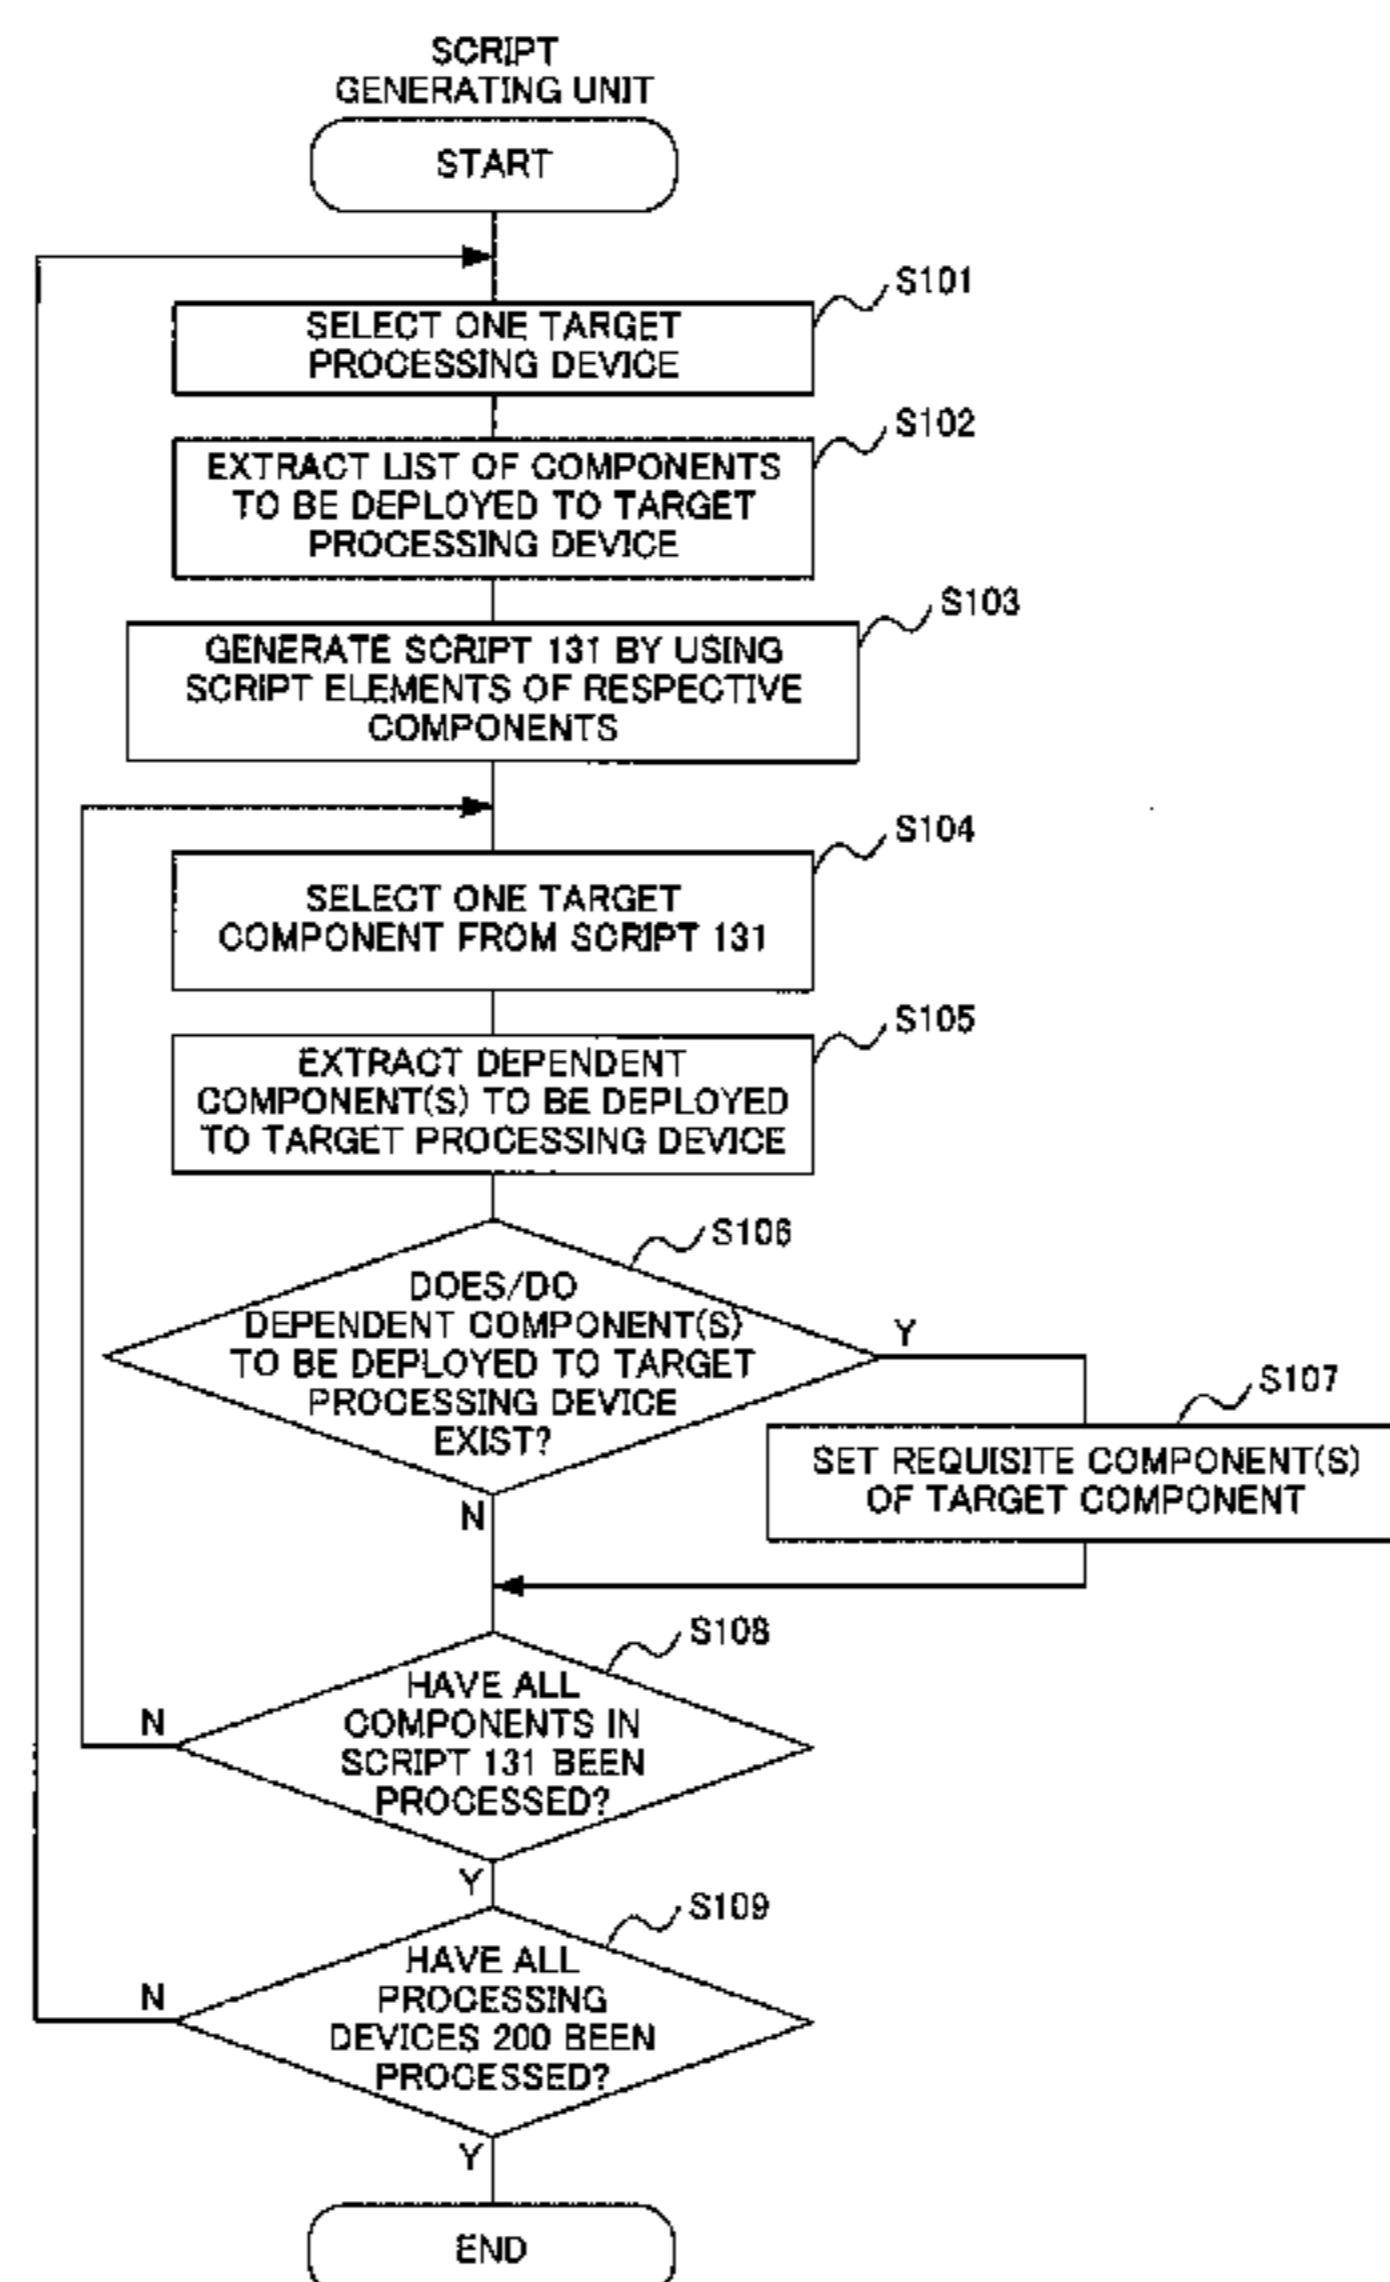 SCRIPT
GENERATING UNIT
START
S101
SELECT ONE TARGET
PROCESSING DEVICE
S102
EXTRACT LIST OF COMPONENTS
TO BE DEPLOYED TO TARGET
PROCESSING DEVICE
S103
GENERATE SCRIPT 131 BY USING
SCRIPT ELEMENTS OF RESPECTIVE
COMPONENTS
S104
SELECT ONE TARGET
COMPONENT FROM SCRIPT 131
S105
EXTRACT DEPENDENT
COMPONENT(S) TO BE DEPLOYED
TO TARGET PROCESSING DEVICE
S106
DOES/DO
DEPENDENT COMPONENT(S)
TO BE DEPLOYED TO TARGET
PROCESSING DEVICE
EXIST?
Y
N
S107
SET REQUISITE COMPONENT(S)
OF TARGET COMPONENT
S108
HAVE ALL
COMPONENTS IN
SCRIPT 131 BEEN
PROCESSED?
N
Y
S109
HAVE ALL
PROCESSING
DEVICES 200 BEEN
PROCESSED?
N
Y
END